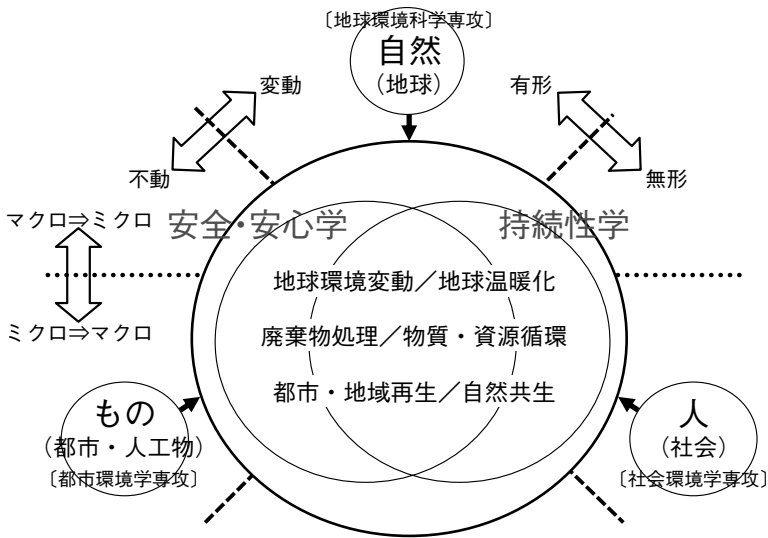 〔地球環境科学専攻〕
自然
（地球）
変動
有形
不動
無形
マクロ⇒ミクロ
安全・安心学
持続性学
地球環境変動／地球温暖化
ミクロ⇒マクロ
廃棄物処理／物質・資源循環
都市・地域再生／自然共生
もの
（都市・人工物）
〔都市環境学専攻〕
人
（社会）
〔社会環境学専攻〕